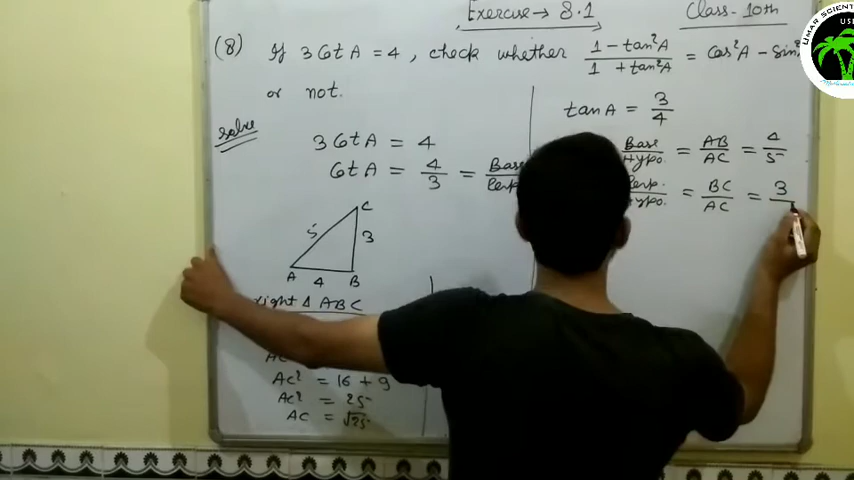 Exercise → 8.1
Class-10th
(8) If 3 Cot A = 4, check whether (1 - tan²A)/(1 + tan²A) = Cos²A - Sin²
or not.
Solve
3 Cot A = 4
Cot A = 4/3 = Base/Perp
C
5
3
A
4
B
right Δ ABC
AC² = 16 + 9
AC² = 25
AC = √25
tan A = 3/4
Base/Hypo. = AB/AC = 4/5
Perp./Hypo. = BC/AC = 3/
UMAR SCIENT